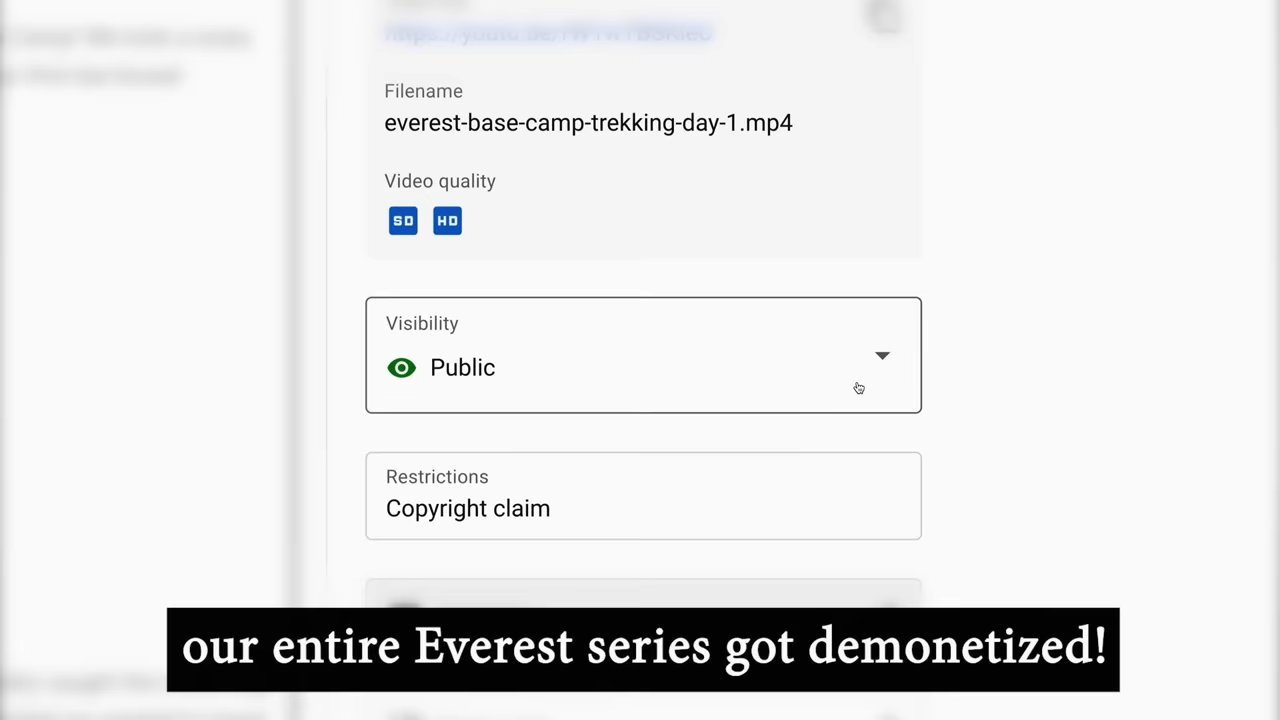 Filename
everest-base-camp-trekking-day-1.mp4
Video quality
SD HD
Visibility
Public
Restrictions
Copyright claim
our entire Everest series got demonetized!